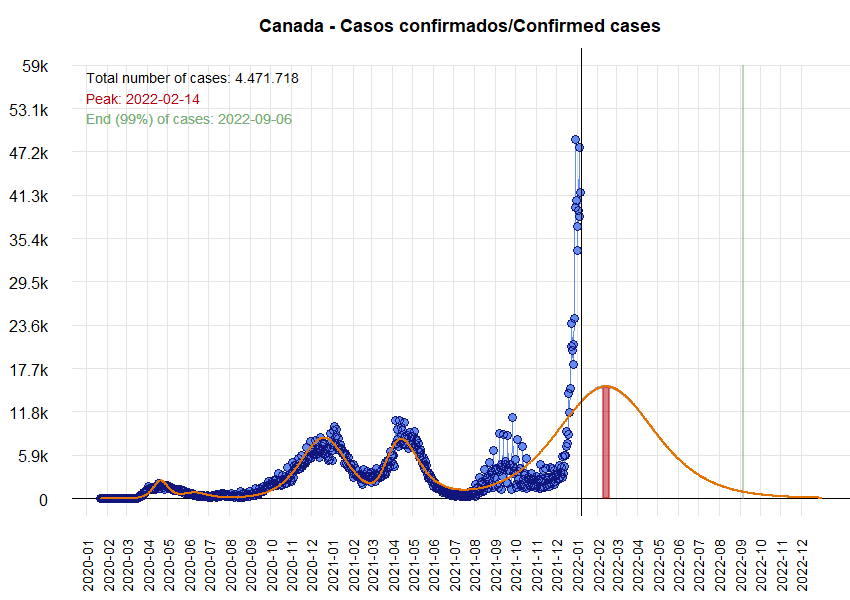 Canada - Casos confirmados/Confirmed cases
59k
53.1k
47.2k
41.3k
35.4k
29.5k
23.6k
17.7k
11.8k
5.9k
0
Total number of cases: 4.471.718
Peak: 2022-02-14
End (99%) of cases: 2022-09-06
2020-01
2020-02
2020-03
2020-04
2020-05
2020-06
2020-07
2020-08
2020-09
2020-10
2020-11
2020-12
2021-01
2021-02
2021-03
2021-04
2021-05
2021-06
2021-07
2021-08
2021-09
2021-10
2021-11
2021-12
2022-01
2022-02
2022-03
2022-04
2022-05
2022-06
2022-07
2022-08
2022-09
2022-10
2022-11
2022-12